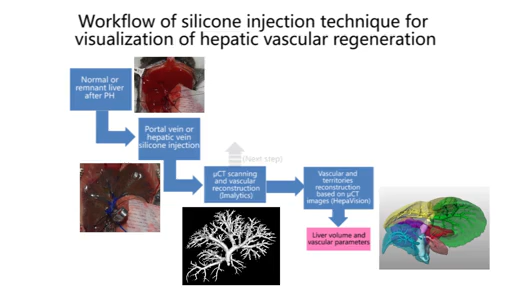 Workflow of silicone injection technique for
visualization of hepatic vascular regeneration
Normal or
remnant liver
after PH
Portal vein or
hepatic vein
silicone injection
(Next step)
μCT scanning
and vascular
reconstruction
(Imalytics)
Vascular and
territories
reconstruction
based on μCT
images (HepaVision)
Liver volume and
vascular parameters